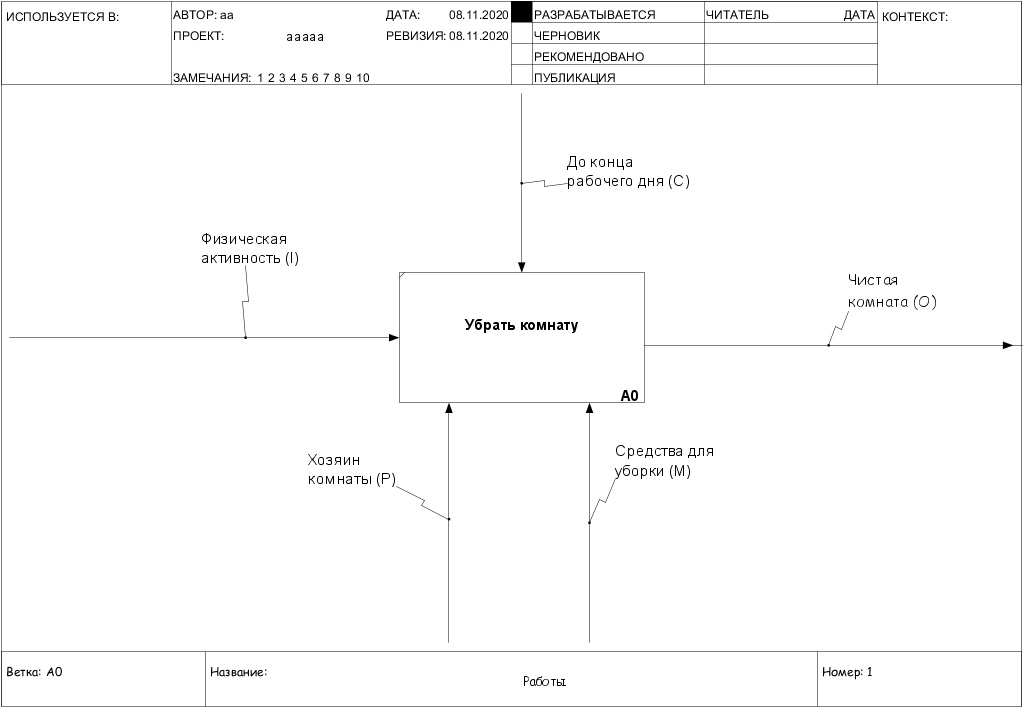 ИСПОЛЬЗУЕТСЯ В:
АВТОР: аа
ДАТА: 08.11.2020
ПРОЕКТ: ааааа
РЕВИЗИЯ: 08.11.2020
ЗАМЕЧАНИЯ: 1 2 3 4 5 6 7 8 9 10
РАЗРАБАТЫВАЕТСЯ
ЧЕРНОВИК
РЕКОМЕНДОВАНО
ПУБЛИКАЦИЯ
ЧИТАТЕЛЬ ДАТА
КОНТЕКСТ:
До конца
рабочего дня (C)
Физическая
активность (I)
Чистая
комната (O)
Убрать комнату
A0
Хозяин
комнаты (P)
Средства для
уборки (M)
Ветка: A0
Название:
Работы
Номер: 1